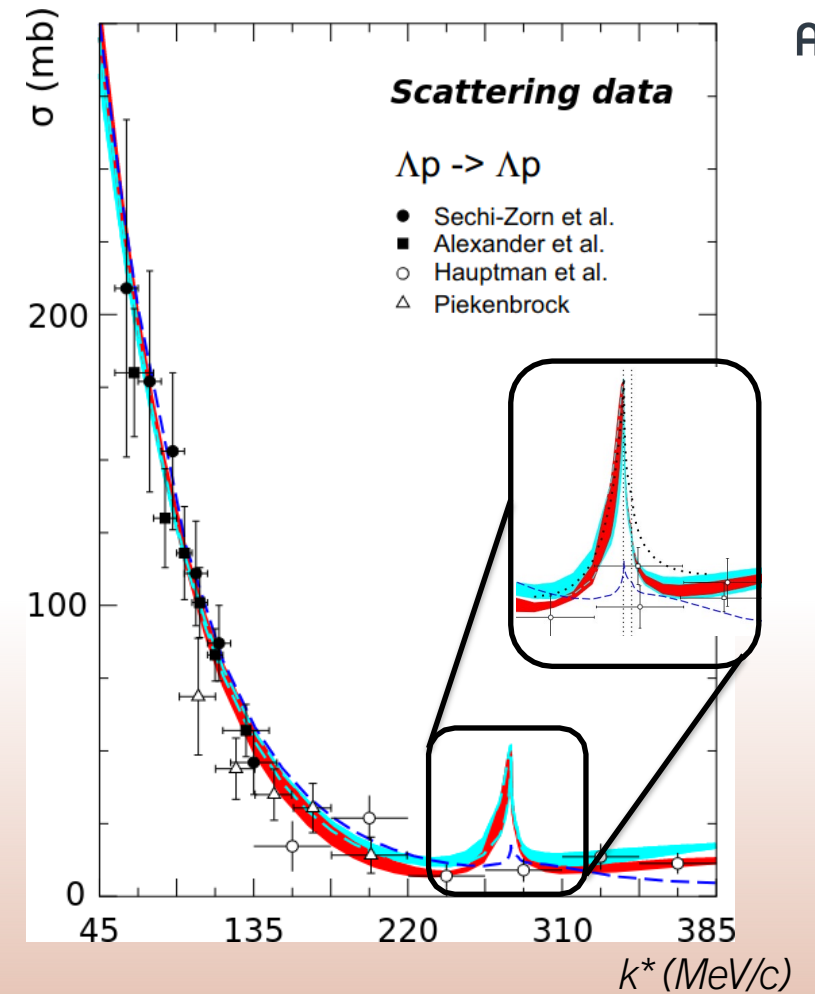 A
σ (mb)
Scattering data
Λp -> Λp
Sechi-Zorn et al.
Alexander et al.
Hauptman et al.
Piekenbrock
200
100
0
45 135 220 310 385
k* (MeV/c)